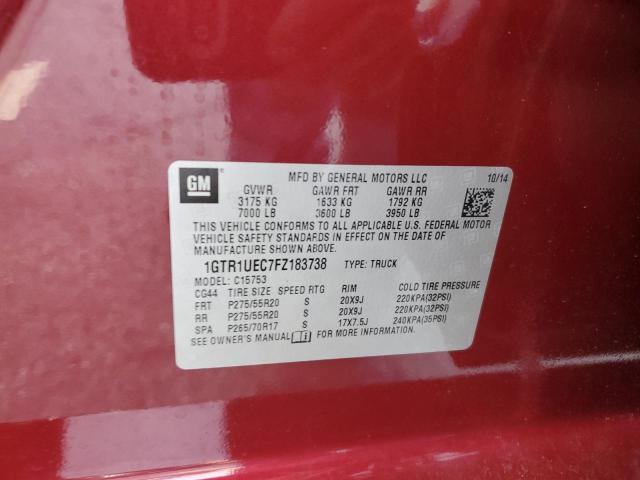 GM
MFD BY GENERAL MOTORS LLC 10/14
GVWR GAWR FRT GAWR RR
3175 KG 1633 KG 1792 KG
7000 LB 3600 LB 3950 LB
THIS VEHICLE CONFORMS TO ALL APPLICABLE U.S. FEDERAL MOTOR
VEHICLE SAFETY STANDARDS IN EFFECT ON THE DATE OF
MANUFACTURE SHOWN ABOVE.
1GTR1UEC7FZ183738 TYPE: TRUCK
MODEL: C15753
CG44 TIRE SIZE SPEED RTG RIM COLD TIRE PRESSURE
FRT P275/55R20 S 20X9J 220KPA(32PSI)
RR P275/55R20 S 20X9J 220KPA(32PSI)
SPA P265/70R17 S 17X7.5J 240KPA(35PSI)
SEE OWNER'S MANUAL FOR MORE INFORMATION.